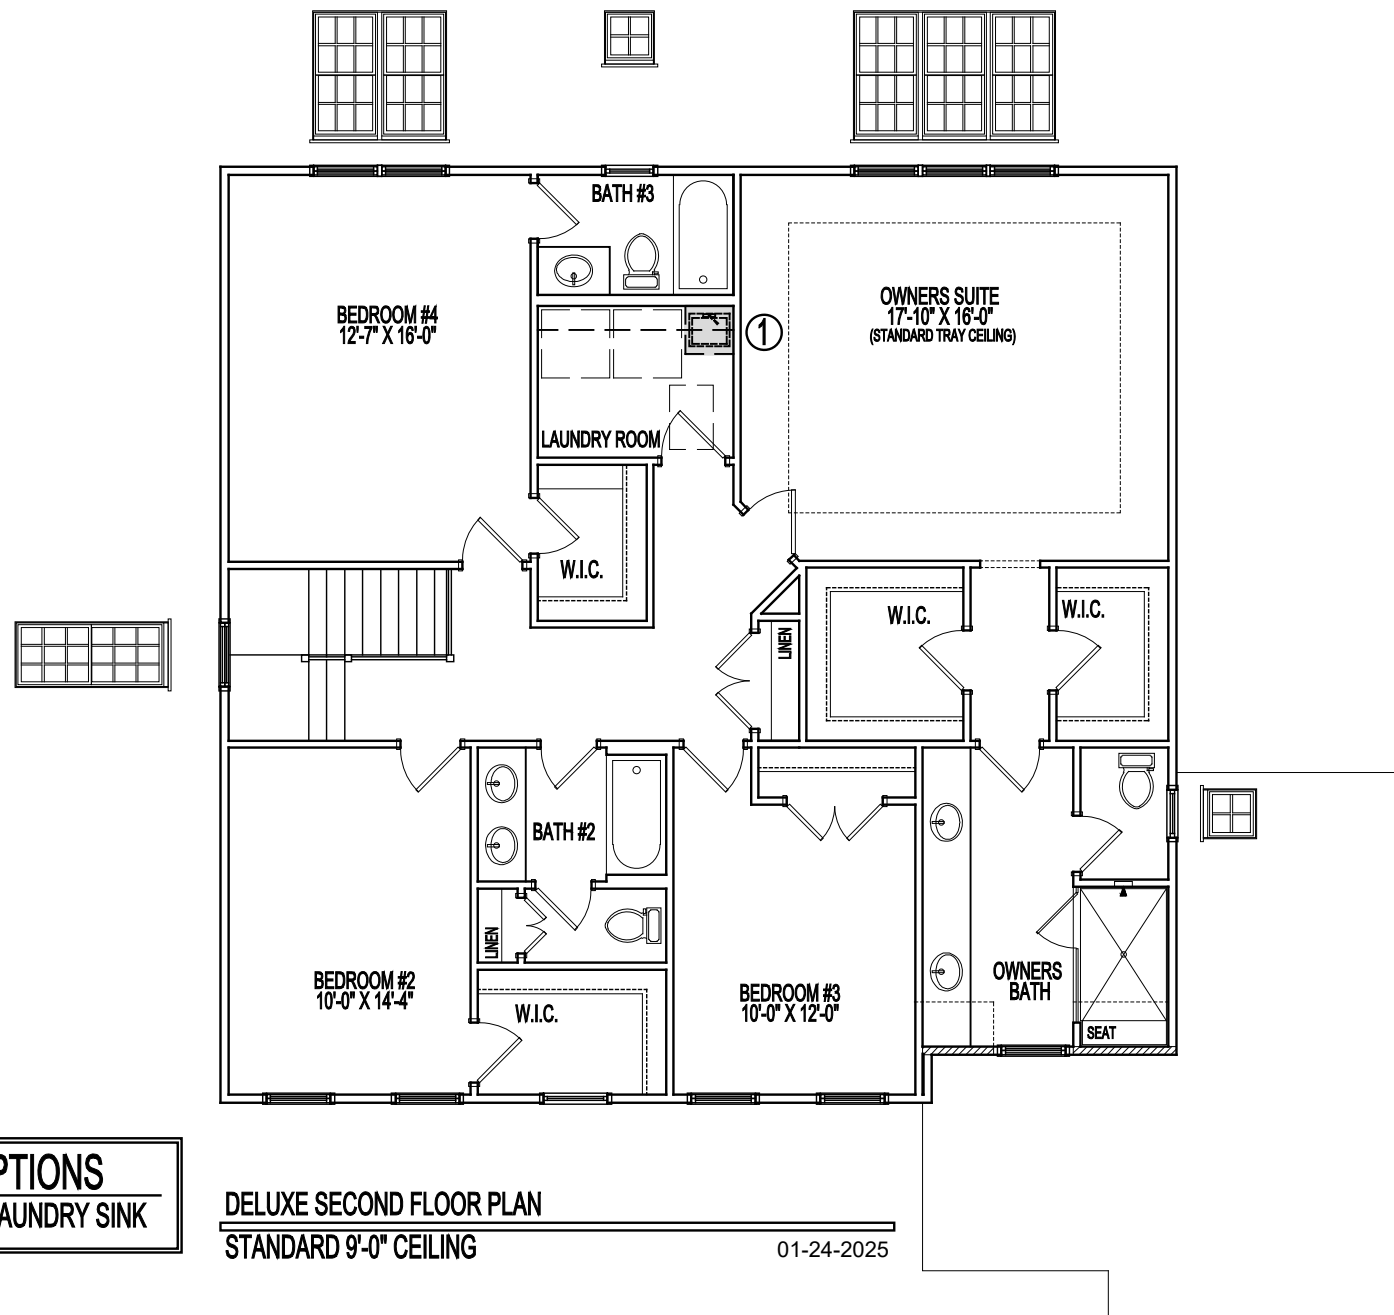 BATH #3
BEDROOM #4
12'-7" X 16'-0"
OWNERS SUITE
17'-10" X 16'-0"
(STANDARD TRAY CEILING)
1
LAUNDRY ROOM
W.I.C.
W.I.C.
W.I.C.
LINEN
BATH #2
LINEN
BEDROOM #2
10'-0" X 14'-4"
W.I.C.
BEDROOM #3
10'-0" X 12'-0"
OWNERS
BATH
SEAT
PTIONS
AUNDRY SINK
DELUXE SECOND FLOOR PLAN
STANDARD 9'-0" CEILING
01-24-2025